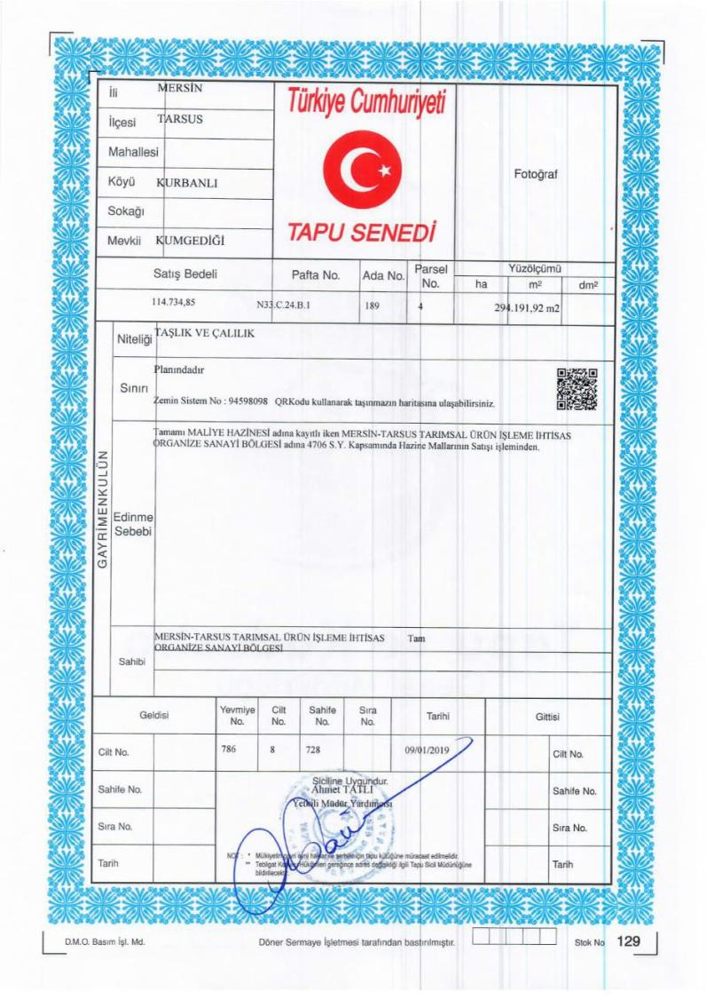 İli MERSİN
İlçesi TARSUS
Mahallesi
Köyü KURBANLI
Sokağı
Mevkii KUMGEDİĞİ
Türkiye Cumhuriyeti
TAPU SENEDİ
Fotoğraf
Satış Bedeli Pafta No. Ada No. Parsel No. Yüzölçümü
ha m² dm²
114.734,85 N33.C.24.B.1 189 4 294.191,92 m2
GAYRİMENKULÜN
Niteliği TAŞLIK VE ÇALILIK
Sınırı Planındadır
Zemin Sistem No : 94598098 QRKodu kullanarak taşınmazın haritasına ulaşabilirsiniz.
Edinme Sebebi
Tamamı MALİYE HAZİNESİ adına kayıtlı iken MERSİN-TARSUS TARIMSAL ÜRÜN İŞLEME İHTİSAS
ORGANİZE SANAYİ BÖLGESİ adına 4706 S.Y. Kapsamında Hazine Mallarının Satışı işleminden.
Sahibi
MERSİN-TARSUS TARIMSAL ÜRÜN İŞLEME İHTİSAS Tam
ORGANİZE SANAYİ BÖLGESİ
Geldisi Yevmiye No. Cilt No. Sahife No. Sıra No. Tarihi Gittisi
Cilt No. 786 8 728 09/01/2019 Cilt No.
Sahife No. Sahife No.
Sıra No. Sıra No.
Tarih Tarih
Siciline Uygundur.
Ahmet TATLI
Yetkili Müdür Yardımcısı
NOT : * Mülkiyetin gayri ayni haklar ile şerhler için tapu kütüğüne müracaat edilmelidir.
** Tebligat Hükümleri gereğince adres değişikliği ilgili Tapu Sicil Müdürlüğüne
bildirilecektir.
D.M.O. Basım İşl. Md. Döner Sermaye İşletmesi tarafından bastırılmıştır. Stok No 129